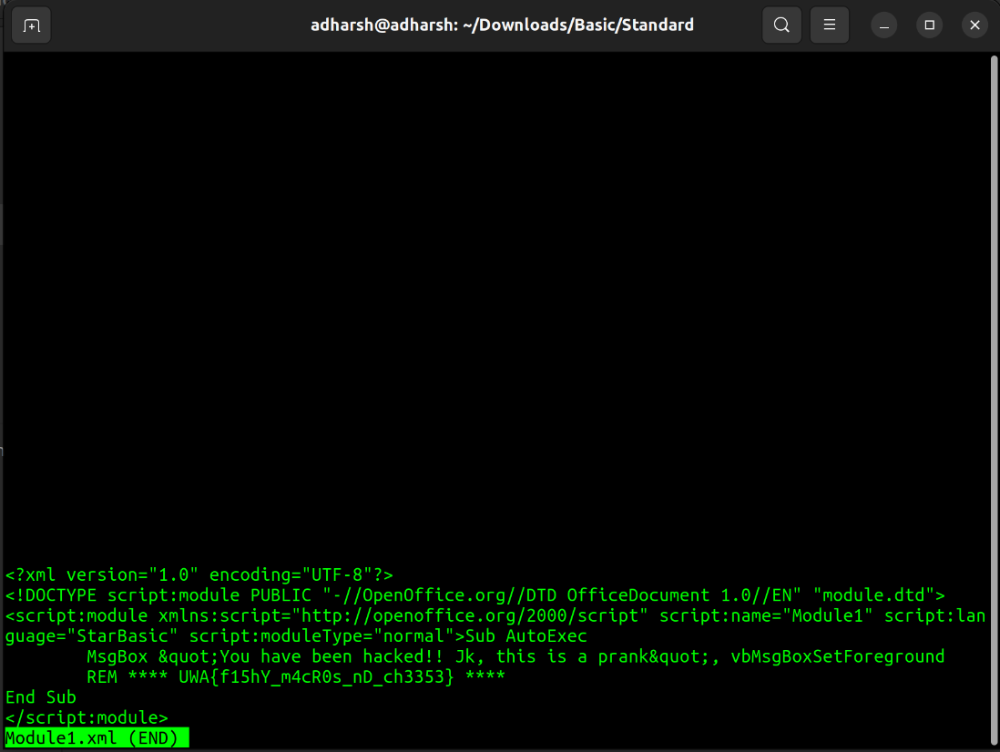 adharsh@adharsh: ~/Downloads/Basic/Standard
<?xml version="1.0" encoding="UTF-8"?>
<!DOCTYPE script:module PUBLIC "-//OpenOffice.org//DTD OfficeDocument 1.0//EN" "module.dtd">
<script:module xmlns:script="http://openoffice.org/2000/script" script:name="Module1" script:lan
guage="StarBasic" script:moduleType="normal">Sub AutoExec
        MsgBox &quot;You have been hacked!! Jk, this is a prank&quot;, vbMsgBoxSetForeground
        REM **** UWA{f15hY_m4cR0s_nD_ch3353} ****
End Sub
</script:module>
Module1.xml (END)